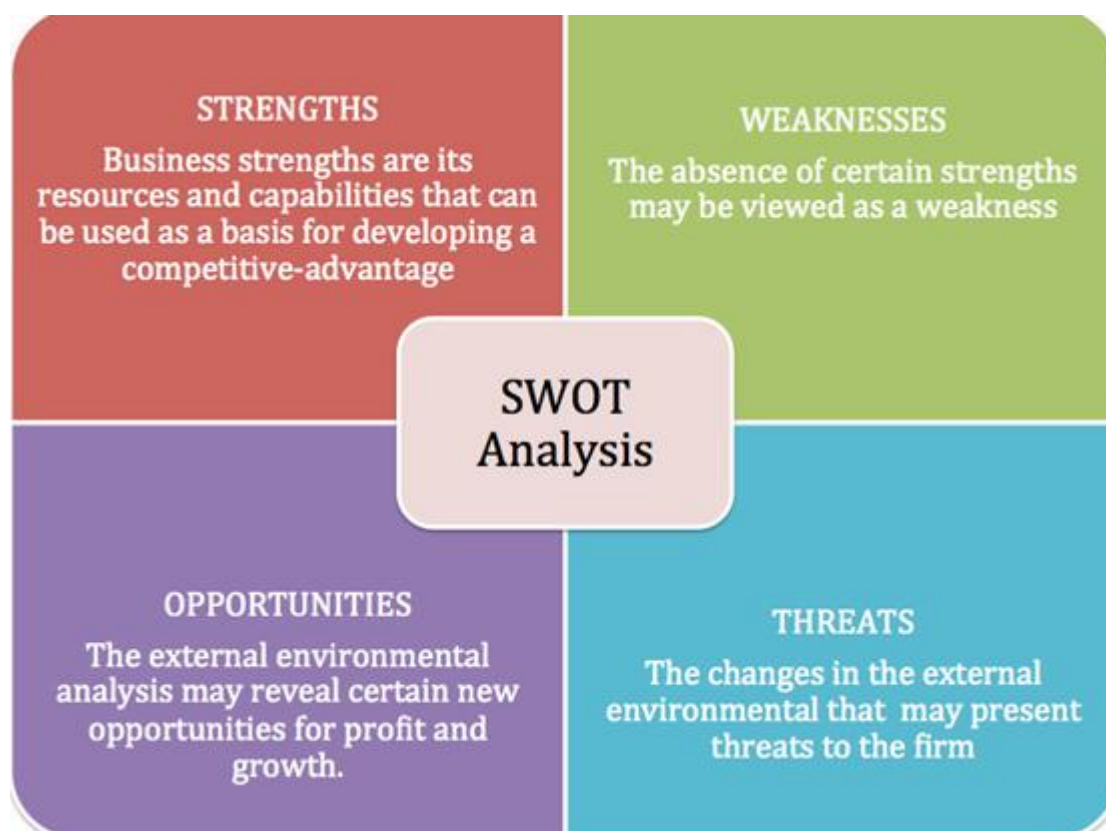 STRENGTHS
Business strengths are its
resources and capabilities that can
be used as a basis for developing a
competitive-advantage
WEAKNESSES
The absence of certain strengths
may be viewed as a weakness
SWOT
Analysis
OPPORTUNITIES
The external environmental
analysis may reveal certain new
opportunities for profit and
growth.
THREATS
The changes in the external
environmental that may present
threats to the firm